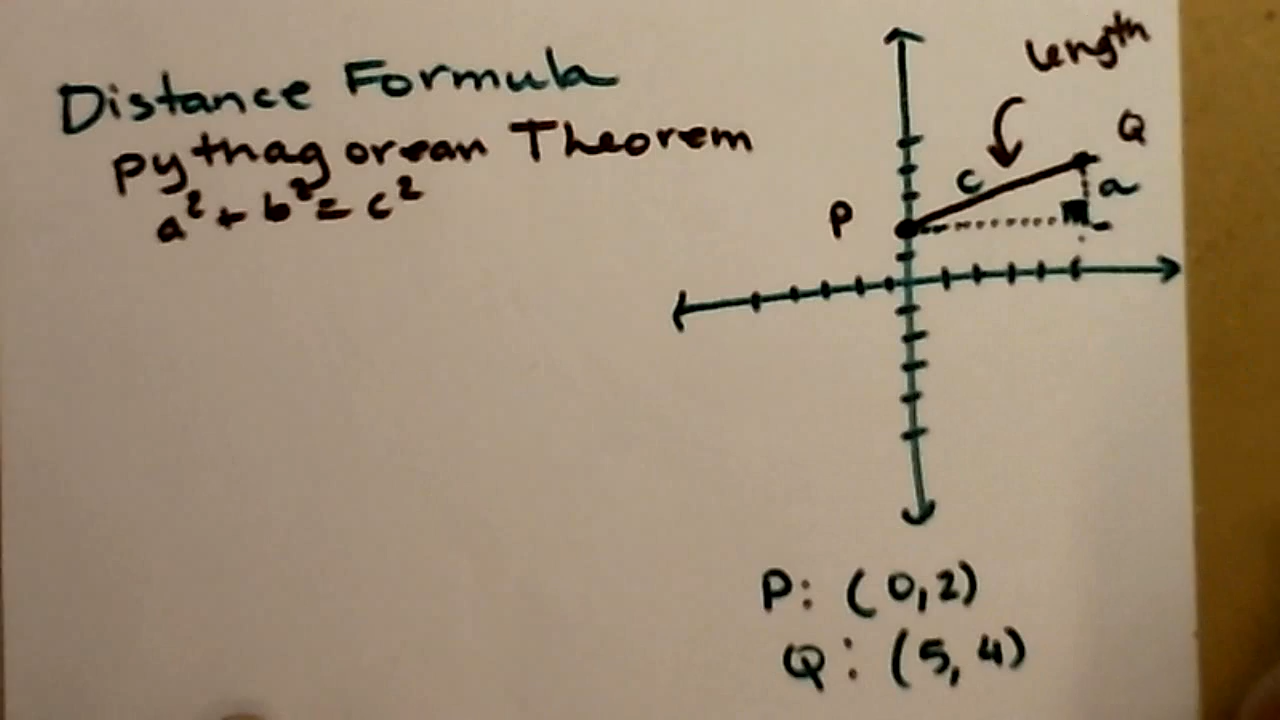 Distance Formula
Pythagorean Theorem
a² + b² = c²
length
Q
c
a
P
P: (0,2)
Q: (5,4)